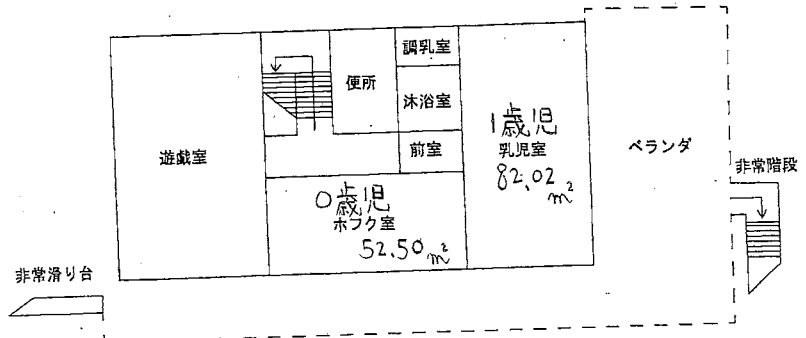 調乳室
便所
沐浴室
遊戯室
前室
1歳児
乳児室
82.02㎡
ベランダ
非常階段
0歳児
ホフク室
52.50㎡
非常滑り台